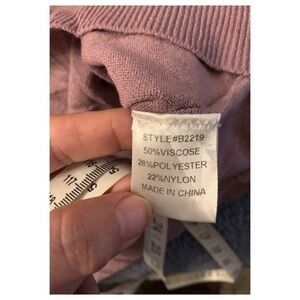 STYLE#B2219
50%VISCOSE
28%POLYESTER
22%NYLON
MADE IN CHINA